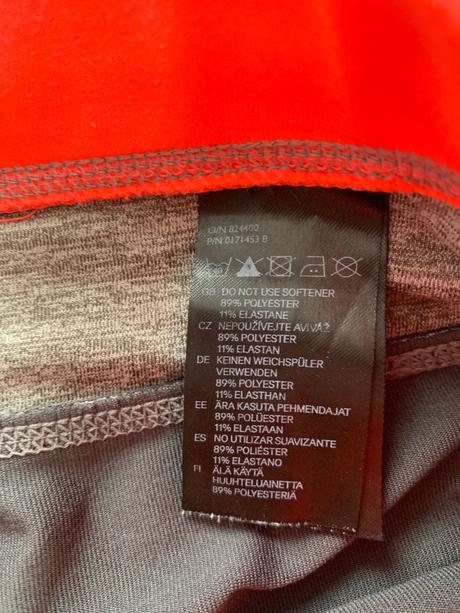 O/N 824400
P/N 0171453 B
GB DO NOT USE SOFTENER
89% POLYESTER
11% ELASTANE
CZ NEPOUŽÍVEJTE AVIVÁŽ
89% POLYESTER
11% ELASTAN
DE KEINEN WEICHSPÜLER
VERWENDEN
89% POLYESTER
11% ELASTHAN
EE ÄRA KASUTA PEHMENDAJAT
89% POLÜESTER
11% ELASTAAN
ES NO UTILIZAR SUAVIZANTE
89% POLIÉSTER
11% ELASTANO
FI ÄLÄ KÄYTÄ
HUUHTELUAINETTA
89% POLYESTERIÄ